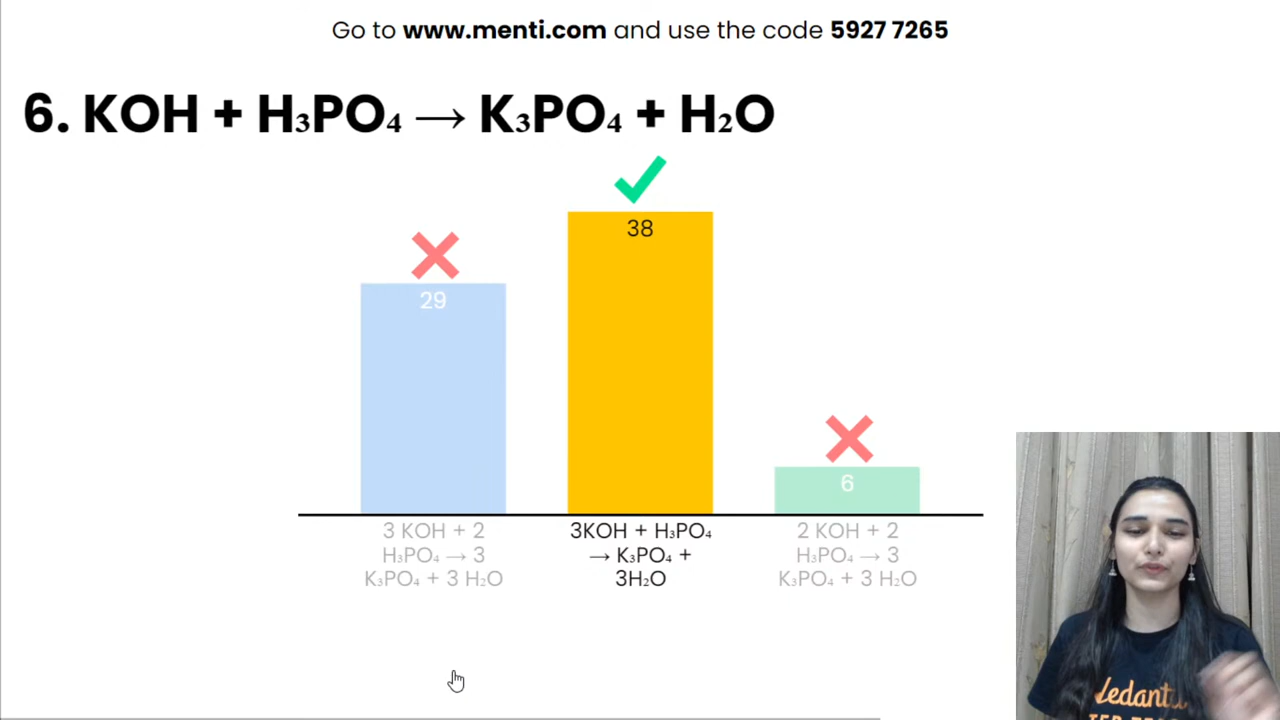 Go to www.menti.com and use the code 5927 7265
6. KOH + H₃PO₄ → K₃PO₄ + H₂O
38
29
6
3 KOH + 2
H₃PO₄ → 3
K₃PO₄ + 3 H₂O
3KOH + H₃PO₄
→ K₃PO₄ +
3H₂O
2 KOH + 2
H₃PO₄ → 3
K₃PO₄ + 3 H₂O